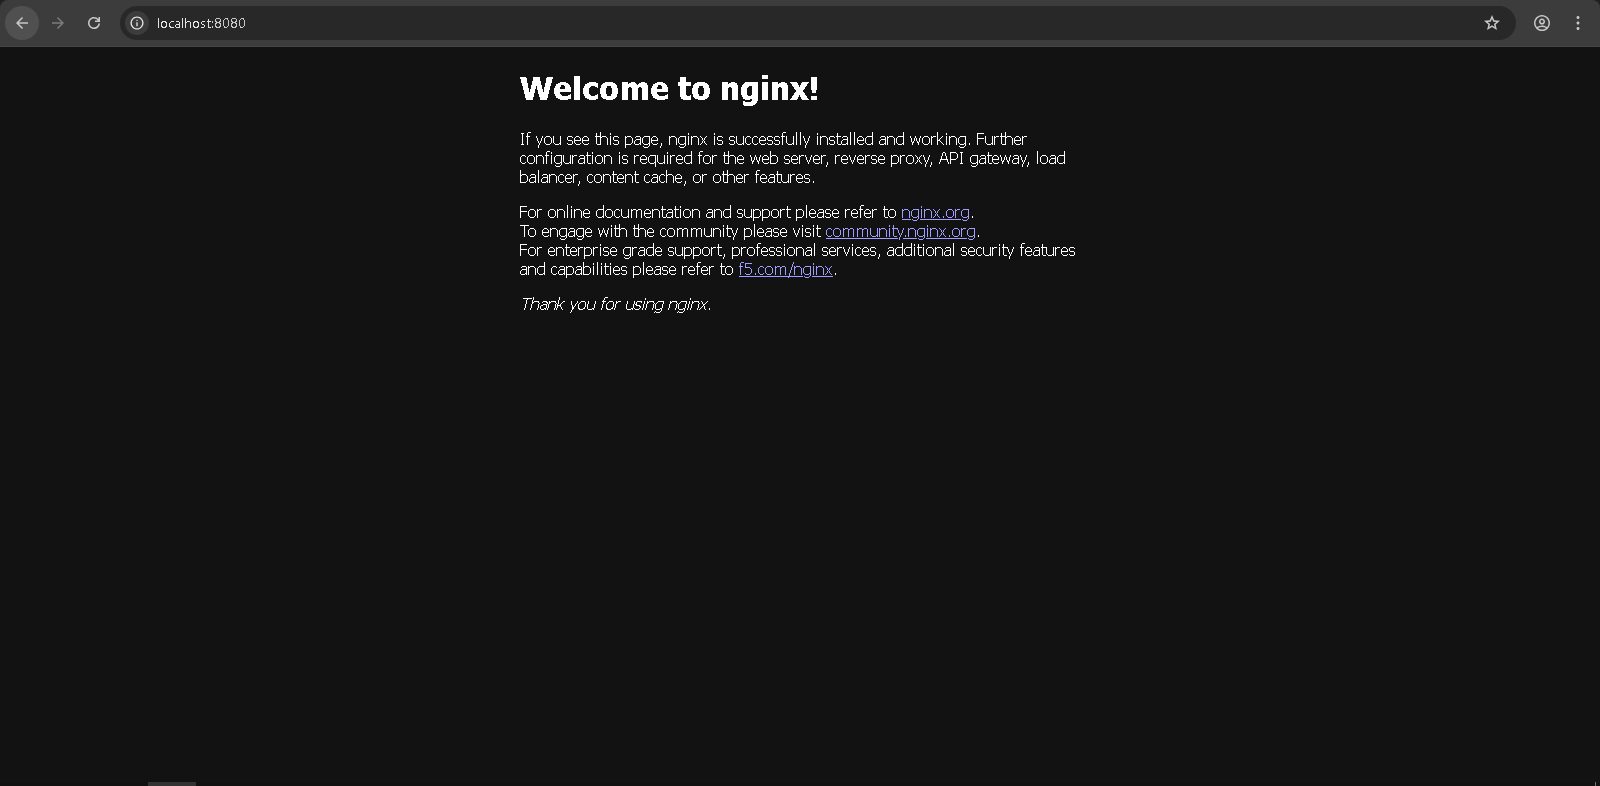 localhost:8080
Welcome to nginx!
If you see this page, nginx is successfully installed and working. Further
configuration is required for the web server, reverse proxy, API gateway, load
balancer, content cache, or other features.
For online documentation and support please refer to nginx.org.
To engage with the community please visit community.nginx.org.
For enterprise grade support, professional services, additional security features
and capabilities please refer to f5.com/nginx.
Thank you for using nginx.